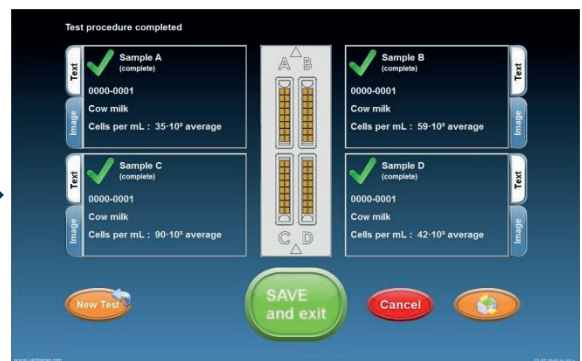 Test procedure completed
Text
Image
Sample A
(complete)
0000-0001
Cow milk
Cells per mL : 35·10³ average
A B
Sample B
(complete)
0000-0001
Cow milk
Cells per mL : 59·10³ average
Text
Image
Text
Image
Sample C
(complete)
0000-0001
Cow milk
Cells per mL : 90·10³ average
C D
Sample D
(complete)
0000-0001
Cow milk
Cells per mL : 42·10³ average
Text
Image
New Test
SAVE
and exit
Cancel